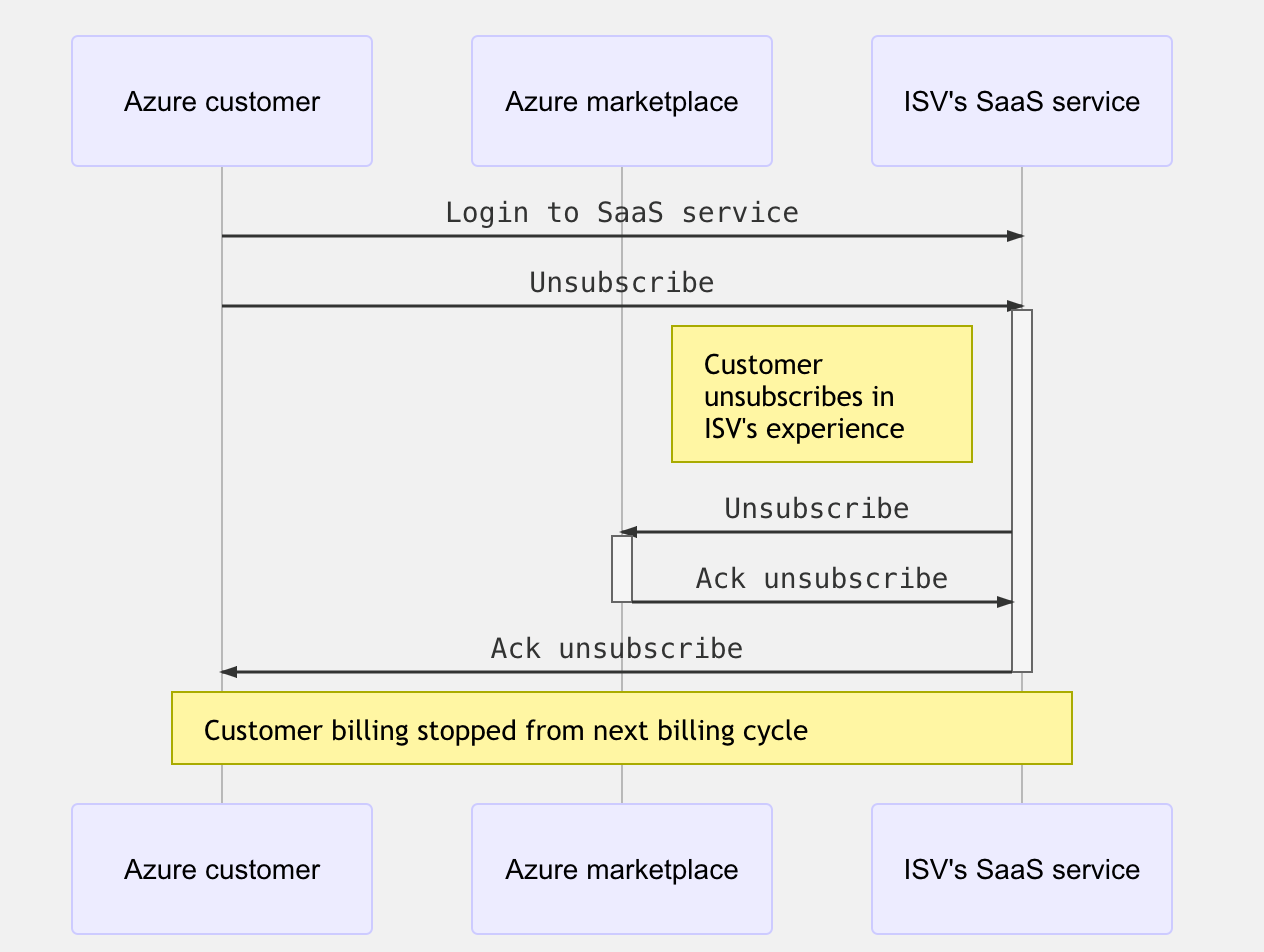 Azure customer
Azure marketplace
ISV's SaaS service
Login to SaaS service
Unsubscribe
Customer
unsubscribes in
ISV's experience
Unsubscribe
Ack unsubscribe
Ack unsubscribe
Customer billing stopped from next billing cycle
Azure customer
Azure marketplace
ISV's SaaS service